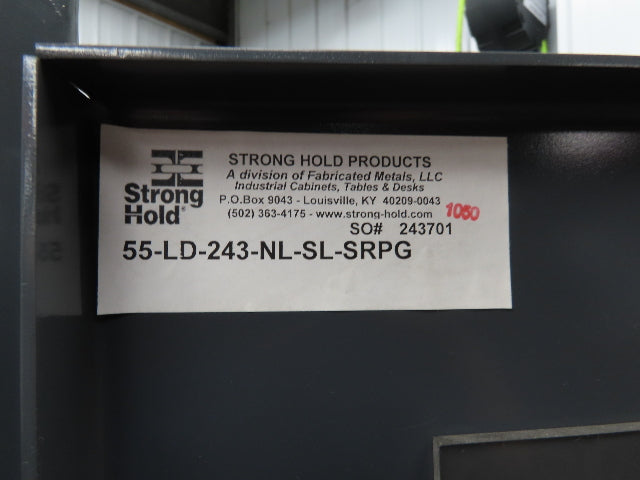 Strong
Hold®
STRONG HOLD PRODUCTS
A division of Fabricated Metals, LLC
Industrial Cabinets, Tables & Desks
P.O.Box 9043 - Louisville, KY 40209-0043
(502) 363-4175 - www.strong-hold.com
1050
SO# 243701
55-LD-243-NL-SL-SRPG